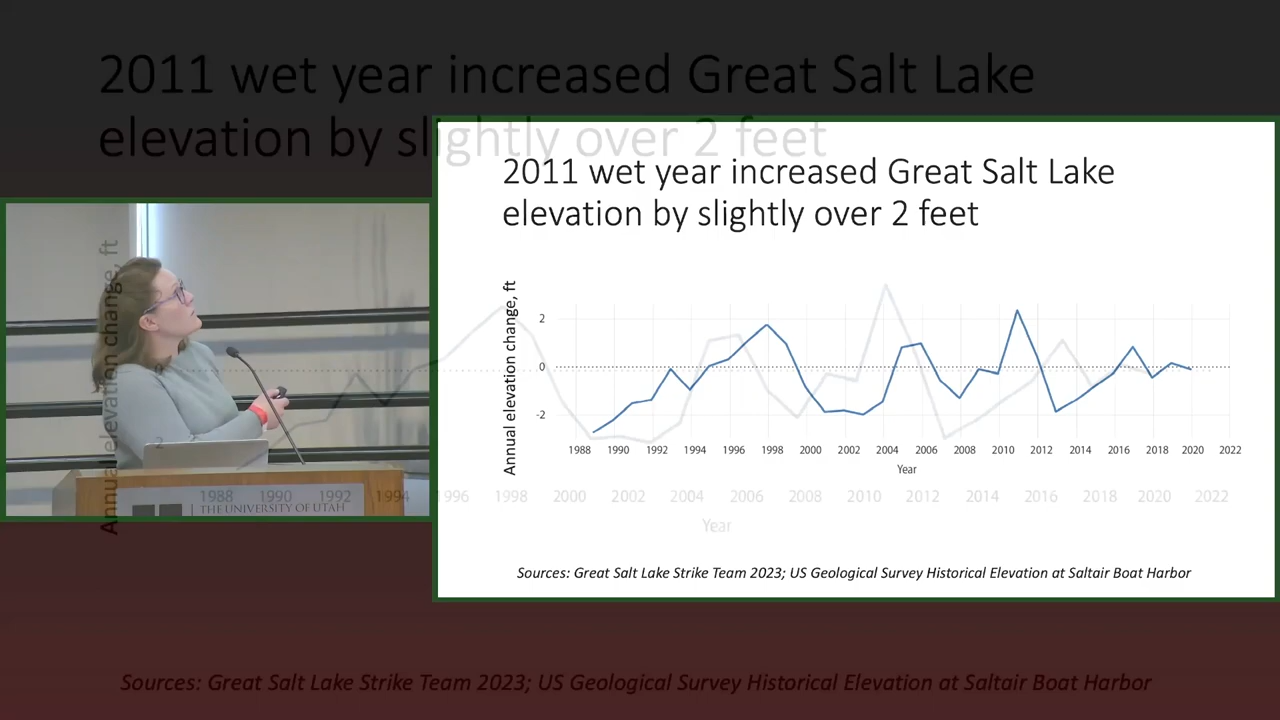 2011 wet year increased Great Salt Lake
elevation by slightly over 2 feet
2011 wet year increased Great Salt Lake
elevation by slightly over 2 feet
Annual elevation change, ft
2
0
-2
1988 1990 1992 1994 1996 1998 2000 2002 2004 2006 2008 2010 2012 2014 2016 2018 2020 2022
Year
Sources: Great Salt Lake Strike Team 2023; US Geological Survey Historical Elevation at Saltair Boat Harbor
Annual elevation change, ft
2
1988 1990 1992 1994 1996 1998 2000 2002 2004 2006 2008 2010 2012 2014 2016 2018 2020 2022
Year
THE UNIVERSITY OF UTAH
Sources: Great Salt Lake Strike Team 2023; US Geological Survey Historical Elevation at Saltair Boat Harbor